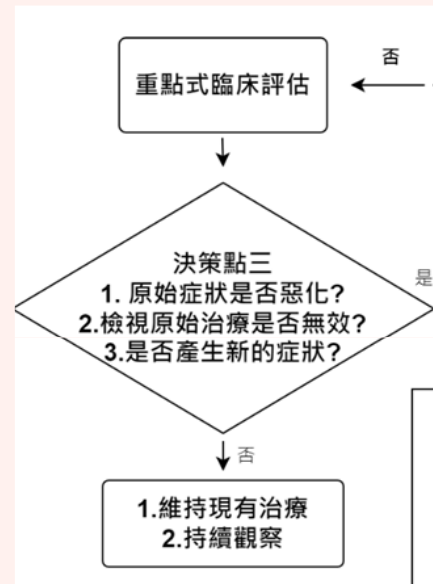 否
重點式臨床評估
決策點三
1. 原始症狀是否惡化?
2.檢視原始治療是否無效?
3.是否產生新的症狀?
是
否
1.維持現有治療
2.持續觀察